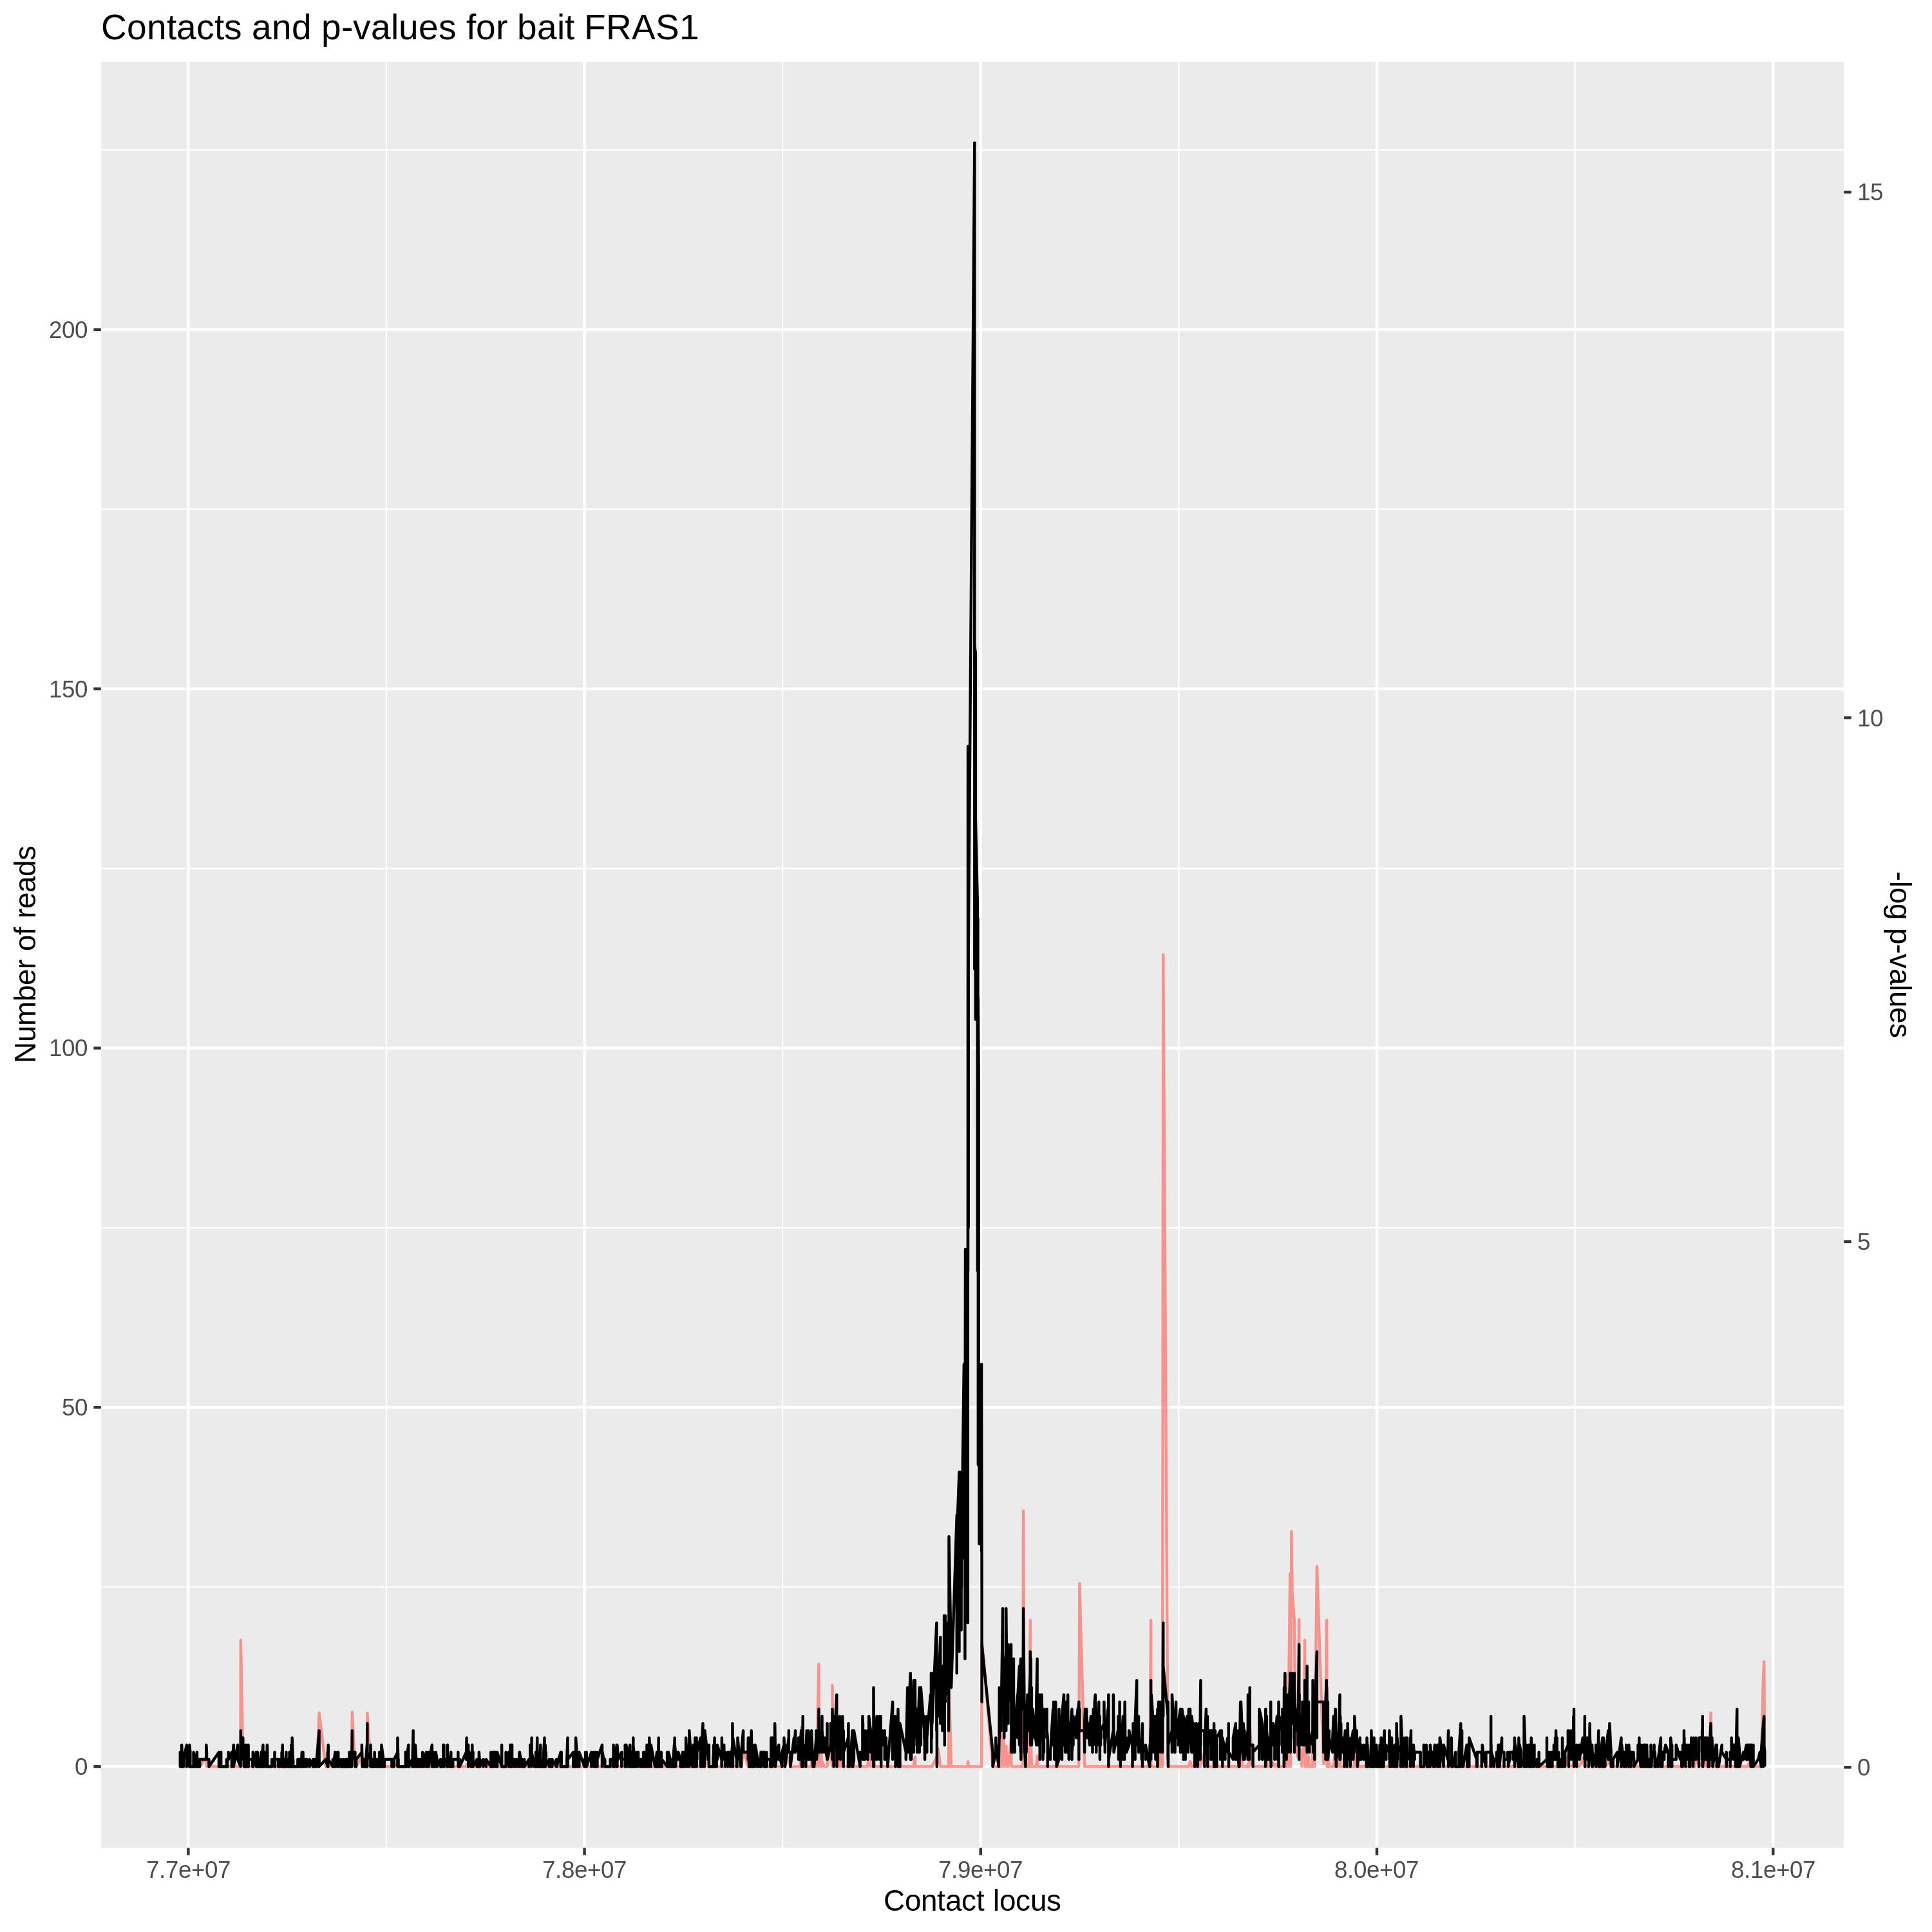 Contacts and p-values for bait FRAS1
Number of reads
200
150
100
50
0
15
10
5
0
-log p-values
7.7e+07 7.8e+07 7.9e+07 8.0e+07 8.1e+07
Contact locus